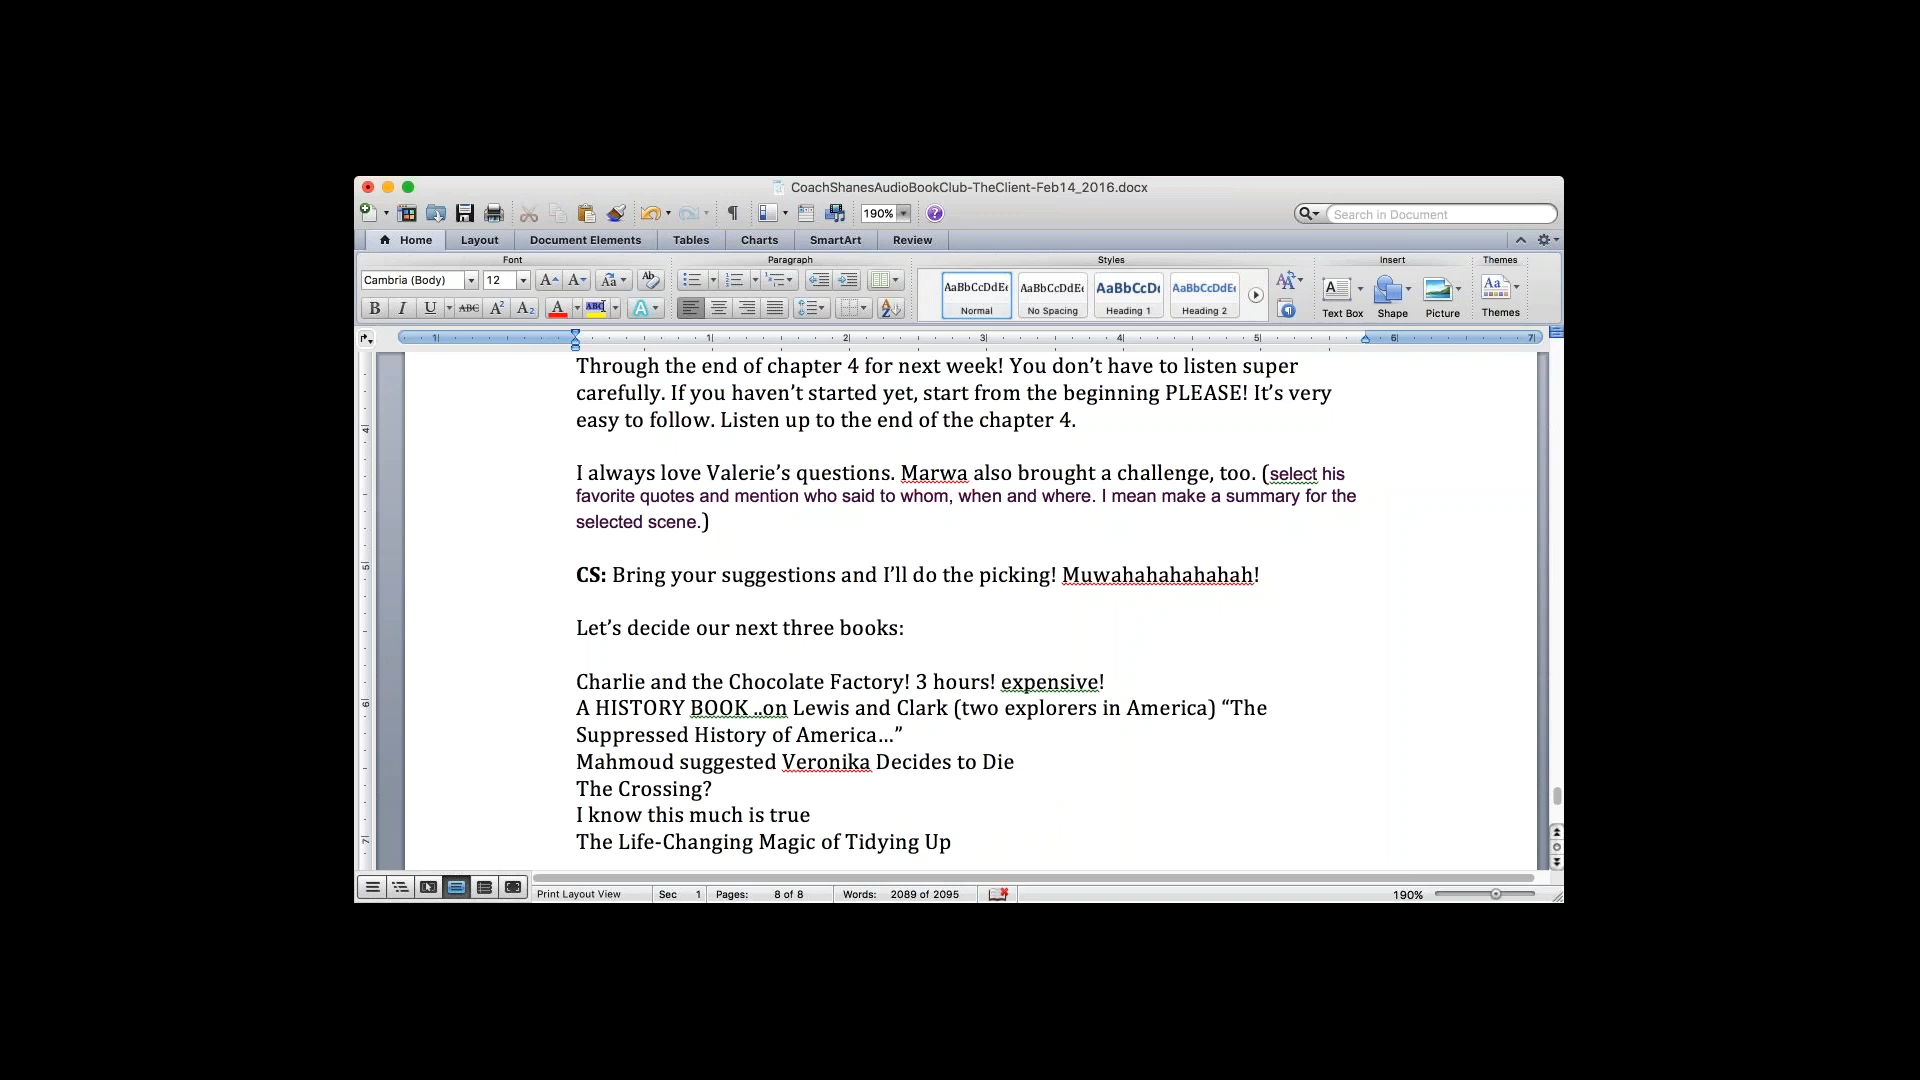 CoachShanesAudioBookClub-TheClient-Feb14_2016.docx
190%
Search in Document
Home Layout Document Elements Tables Charts SmartArt Review
Font Paragraph Styles Insert Themes
Cambria (Body) 12
AaBbCcDdEe AaBbCcDdEe AaBbCcDı AaBbCcDdEe
Normal No Spacing Heading 1 Heading 2
Text Box Shape Picture Themes
Through the end of chapter 4 for next week! You don’t have to listen super
carefully. If you haven’t started yet, start from the beginning PLEASE! It’s very
easy to follow. Listen up to the end of the chapter 4.
I always love Valerie’s questions. Marwa also brought a challenge, too. (select his
favorite quotes and mention who said to whom, when and where. I mean make a summary for the
selected scene.)
CS: Bring your suggestions and I’ll do the picking! Muwahahahahahah!
Let’s decide our next three books:
Charlie and the Chocolate Factory! 3 hours! expensive!
A HISTORY BOOK ..on Lewis and Clark (two explorers in America) “The
Suppressed History of America...”
Mahmoud suggested Veronika Decides to Die
The Crossing?
I know this much is true
The Life-Changing Magic of Tidying Up
Print Layout View Sec 1 Pages: 8 of 8 Words: 2089 of 2095 190%